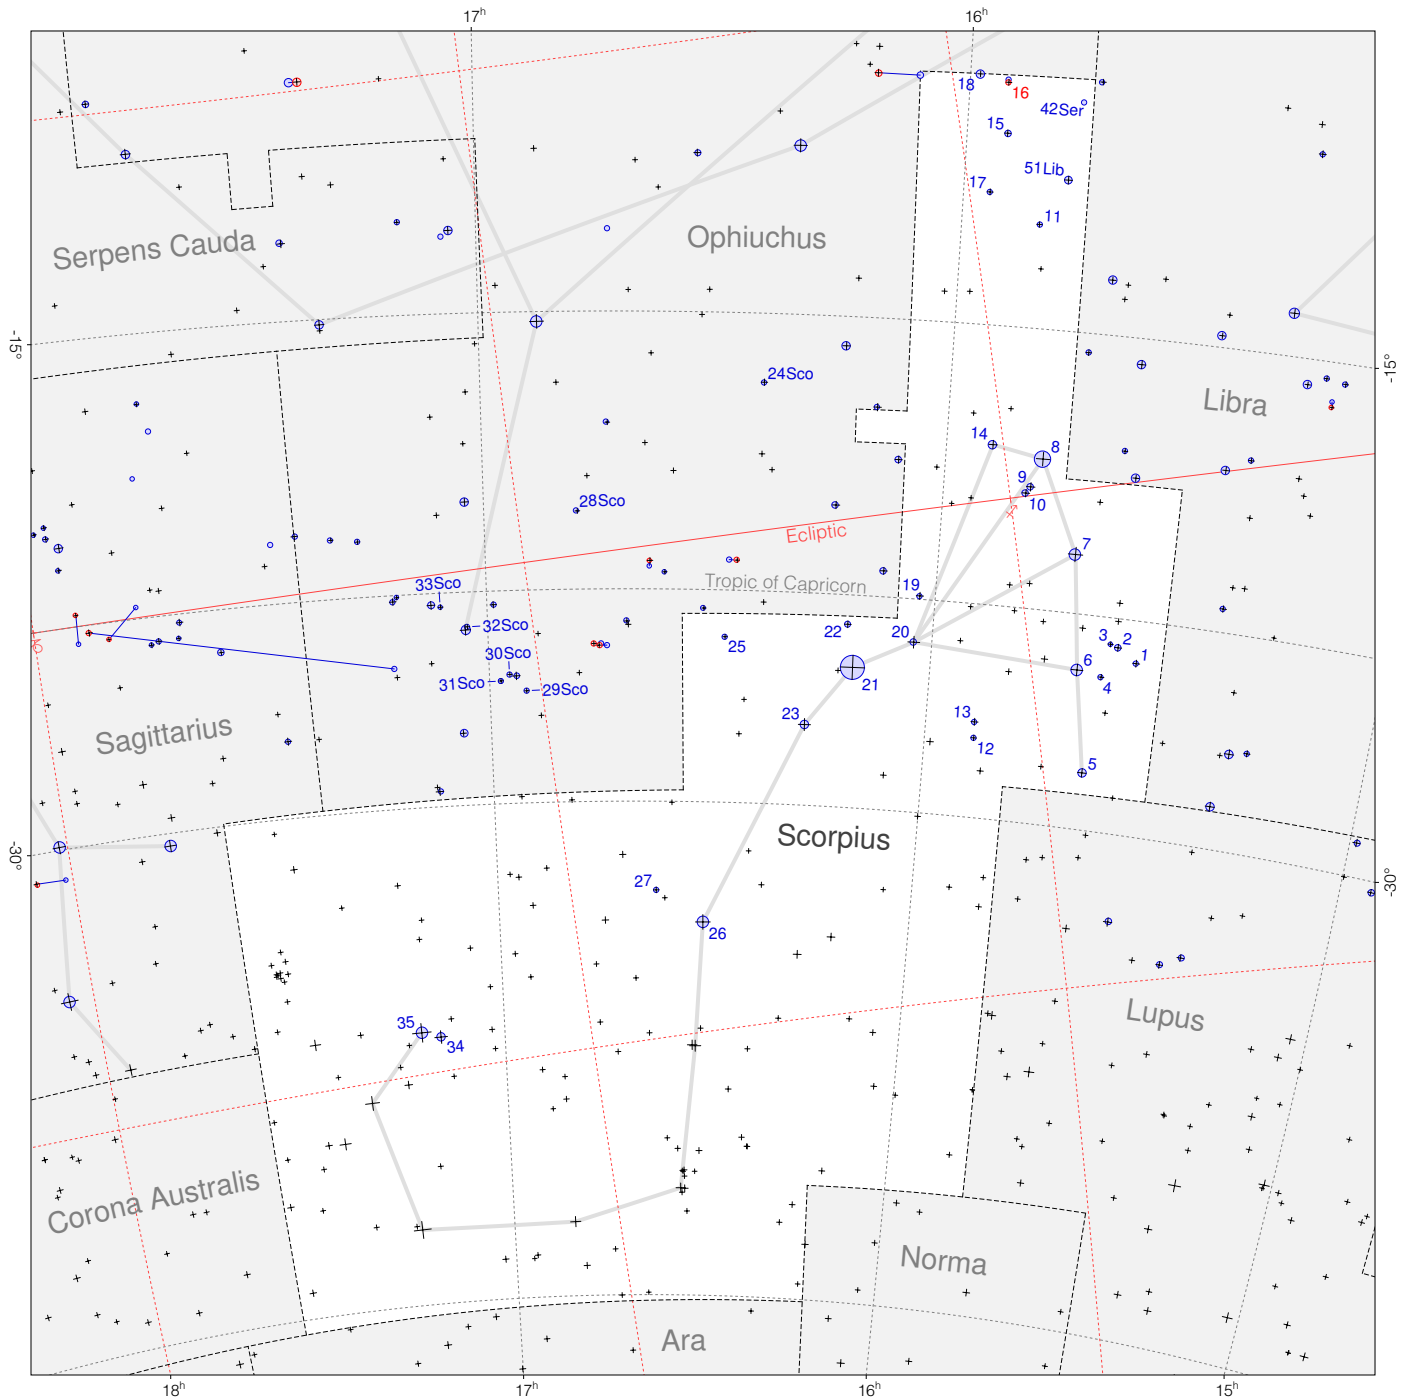 17h
16h
18
16
42Ser
15
51Lib
17
11
Serpens Cauda
Ophiuchus
-15°
-15°
24Sco
Libra
14
8
9
10
28Sco
Ecliptic
7
33Sco
Tropic of Capricorn
19
32Sco
22
20
25
3
2
1
30Sco
31Sco
29Sco
21
6
4
Sagittarius
23
13
12
5
Scorpius
-30°
-30°
27
26
35
34
Lupus
Corona Australis
Norma
Ara
18h
17h
16h
15h